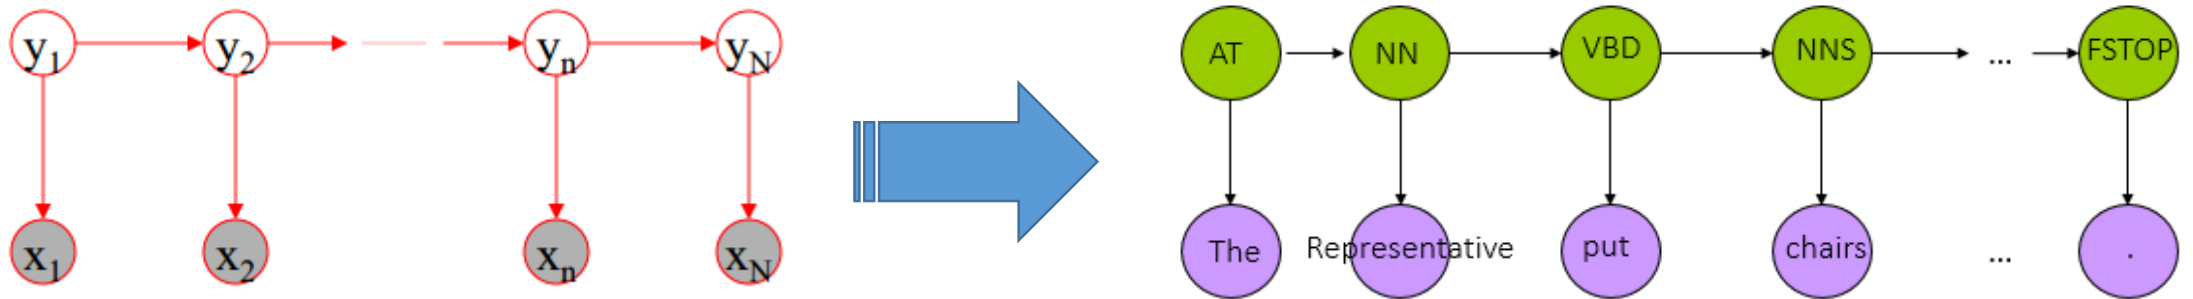 y1 y2 yn yN AT NN VBD NNS ... FSTOP
x1 x2 xn xN The Representative put chairs ... .